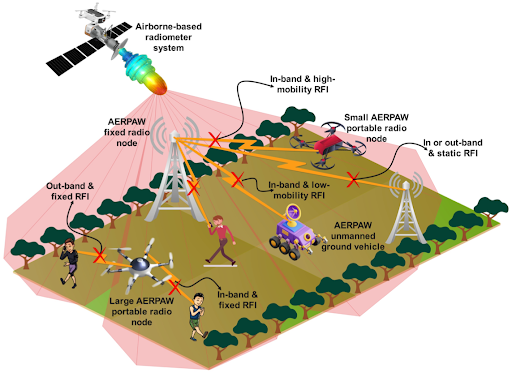 Airborne-based
radiometer
system
In-band & high-
mobility RFI
AERPAW
fixed radio
node
Small AERPAW
portable radio
node
In or out-band
& static RFI
Out-band &
fixed RFI
In-band & low-
mobility RFI
AERPAW
unmanned
ground vehicle
Large AERPAW
portable radio
node
In-band &
fixed RFI